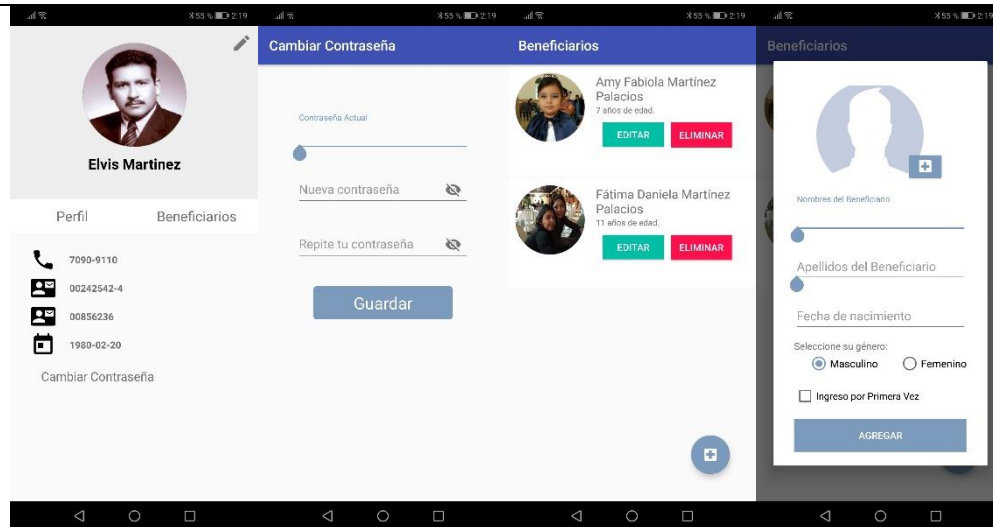 55 % 2:19
Elvis Martinez
Perfil Beneficiarios
7090-9110
00242542-4
00856236
1980-02-20
Cambiar Contraseña
55 % 2:19
Cambiar Contraseña
Contraseña Actual
Nueva contraseña
Repite tu contraseña
Guardar
55 % 2:19
Beneficiarios
Amy Fabiola Martínez
Palacios
7 años de edad.
EDITAR ELIMINAR
Fátima Daniela Martínez
Palacios
11 años de edad.
EDITAR ELIMINAR
55 % 2:19
Beneficiarios
Nombres del Beneficiario
Apellidos del Beneficiario
Fecha de nacimiento
Seleccione su género:
Masculino Femenino
Ingreso por Primera Vez
AGREGAR